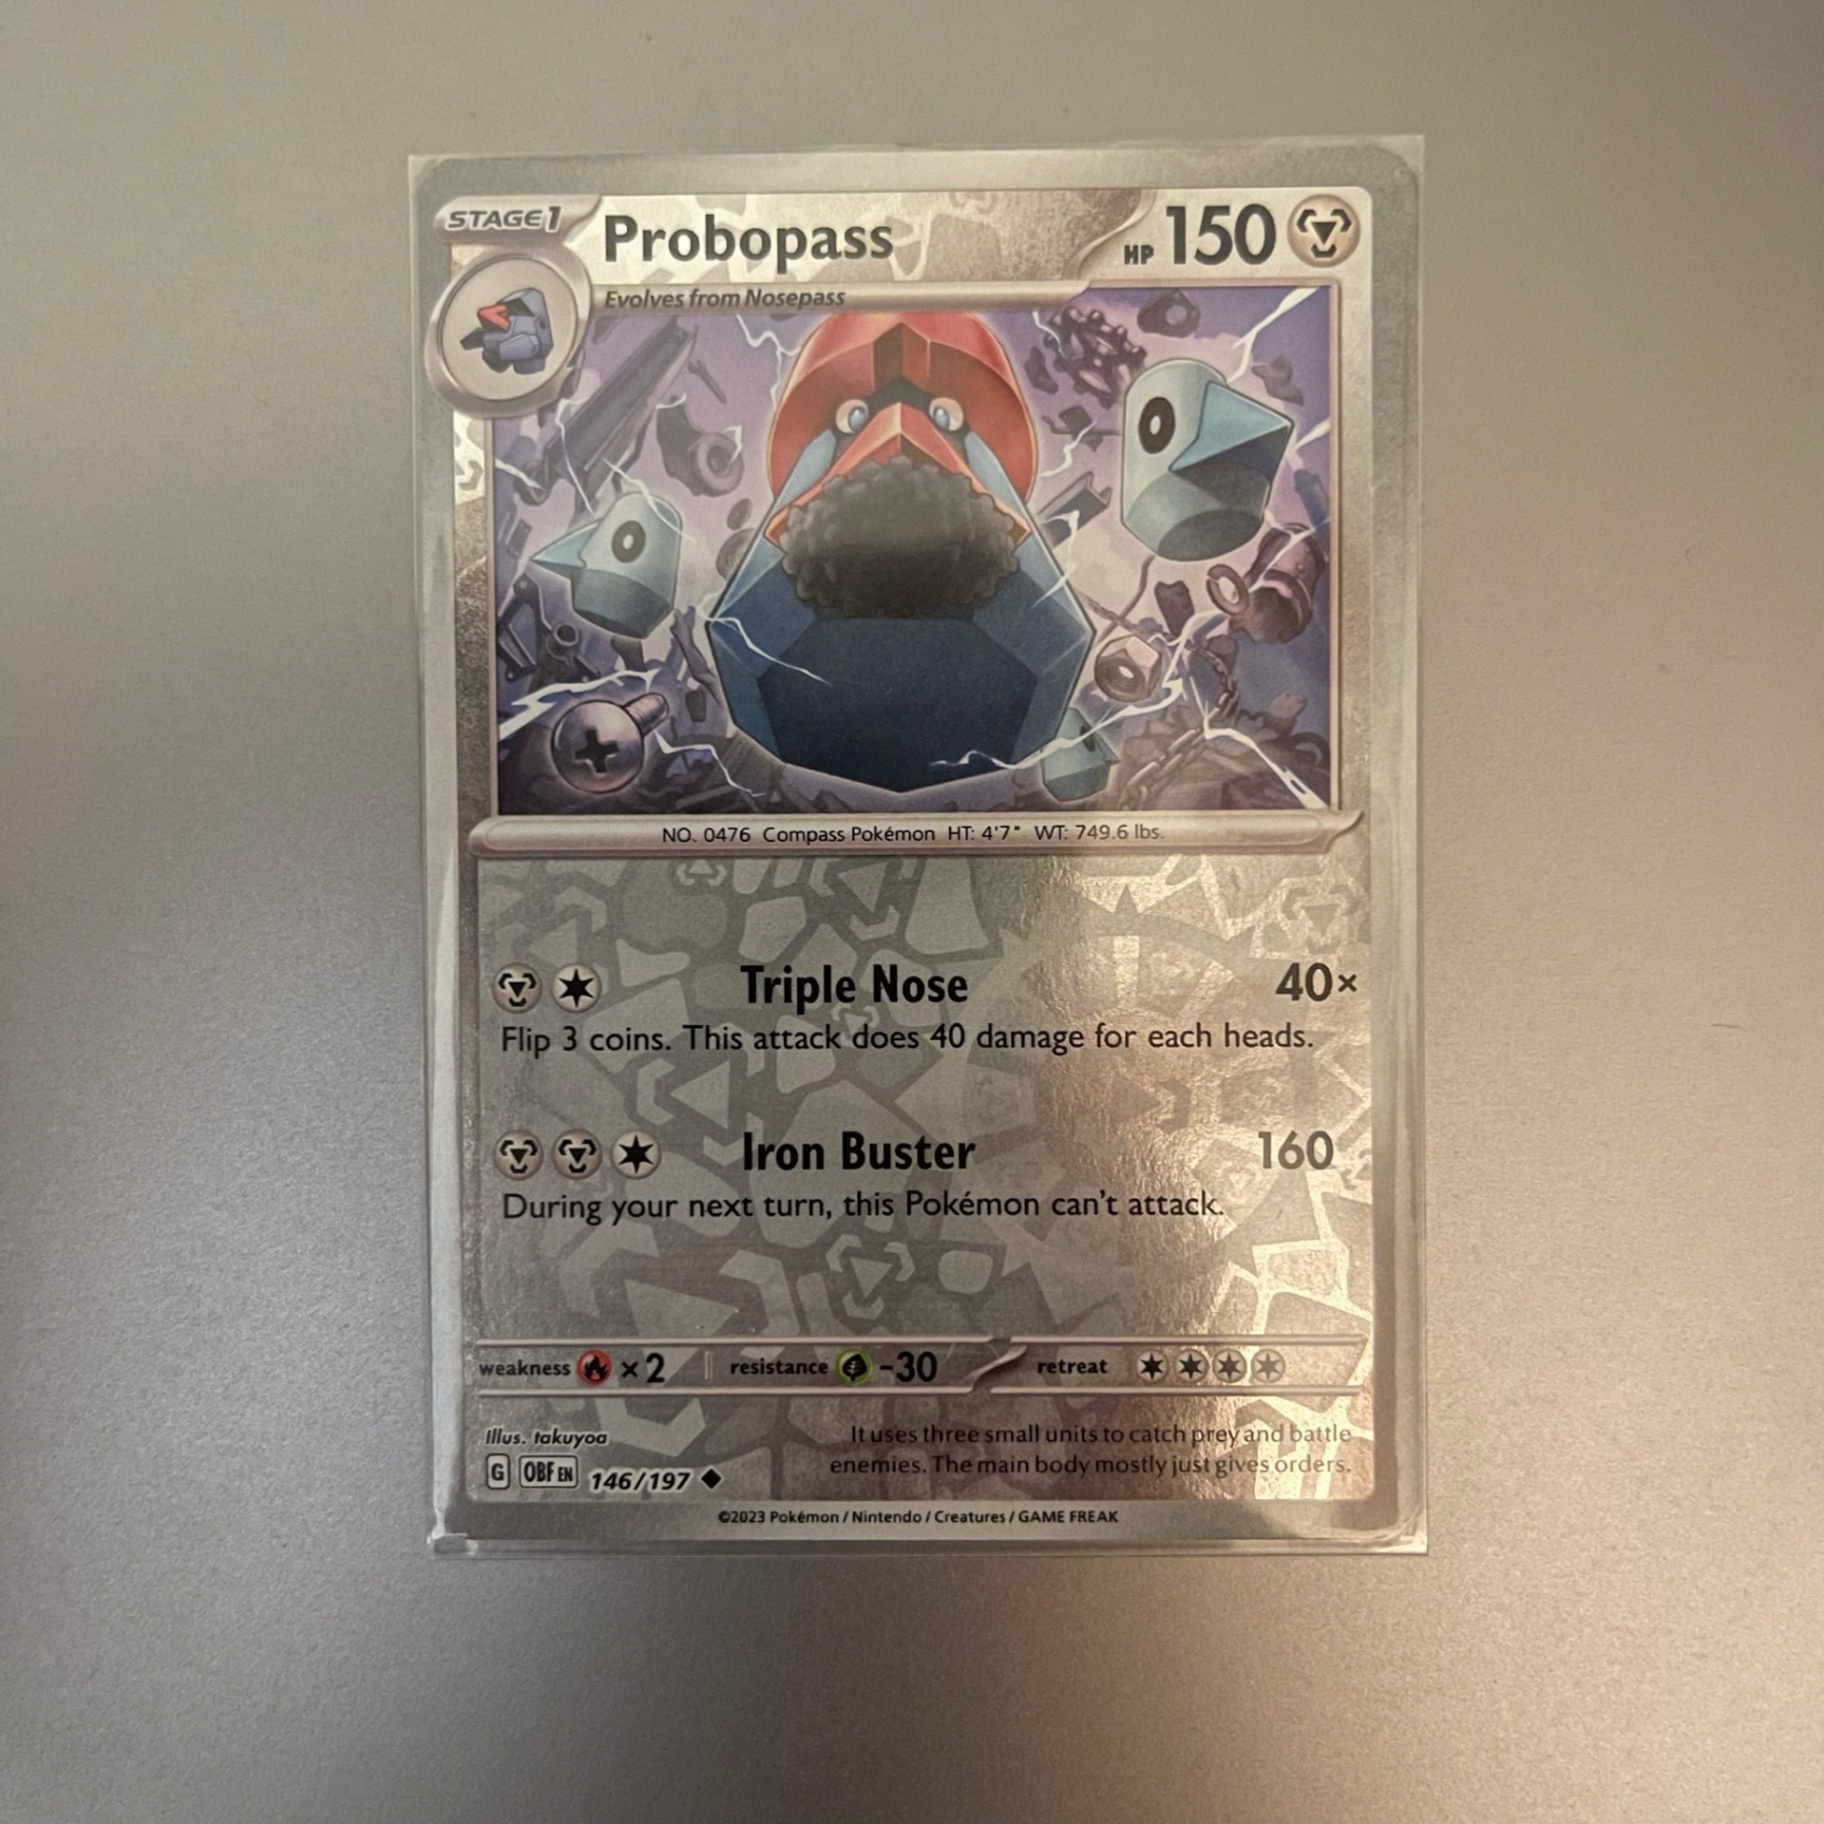 STAGE1 Probopass HP 150
Evolves from Nosepass
NO. 0476 Compass Pokémon HT: 4'7" WT: 749.6 lbs.
Triple Nose 40×
Flip 3 coins. This attack does 40 damage for each heads.
Iron Buster 160
During your next turn, this Pokémon can't attack.
weakness ×2 resistance -30 retreat
Illus. takuyoa
It uses three small units to catch prey and battle
enemies. The main body mostly just gives orders.
G OBF EN 146/197
©2023 Pokémon / Nintendo / Creatures / GAME FREAK